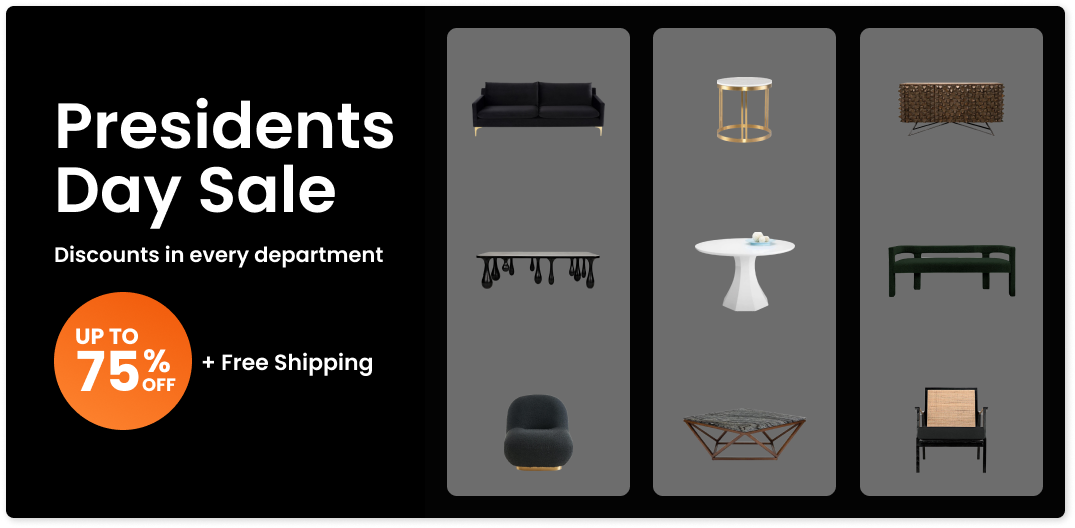 Presidents
Day Sale
Discounts in every department
UP TO
75%
OFF
+ Free Shipping